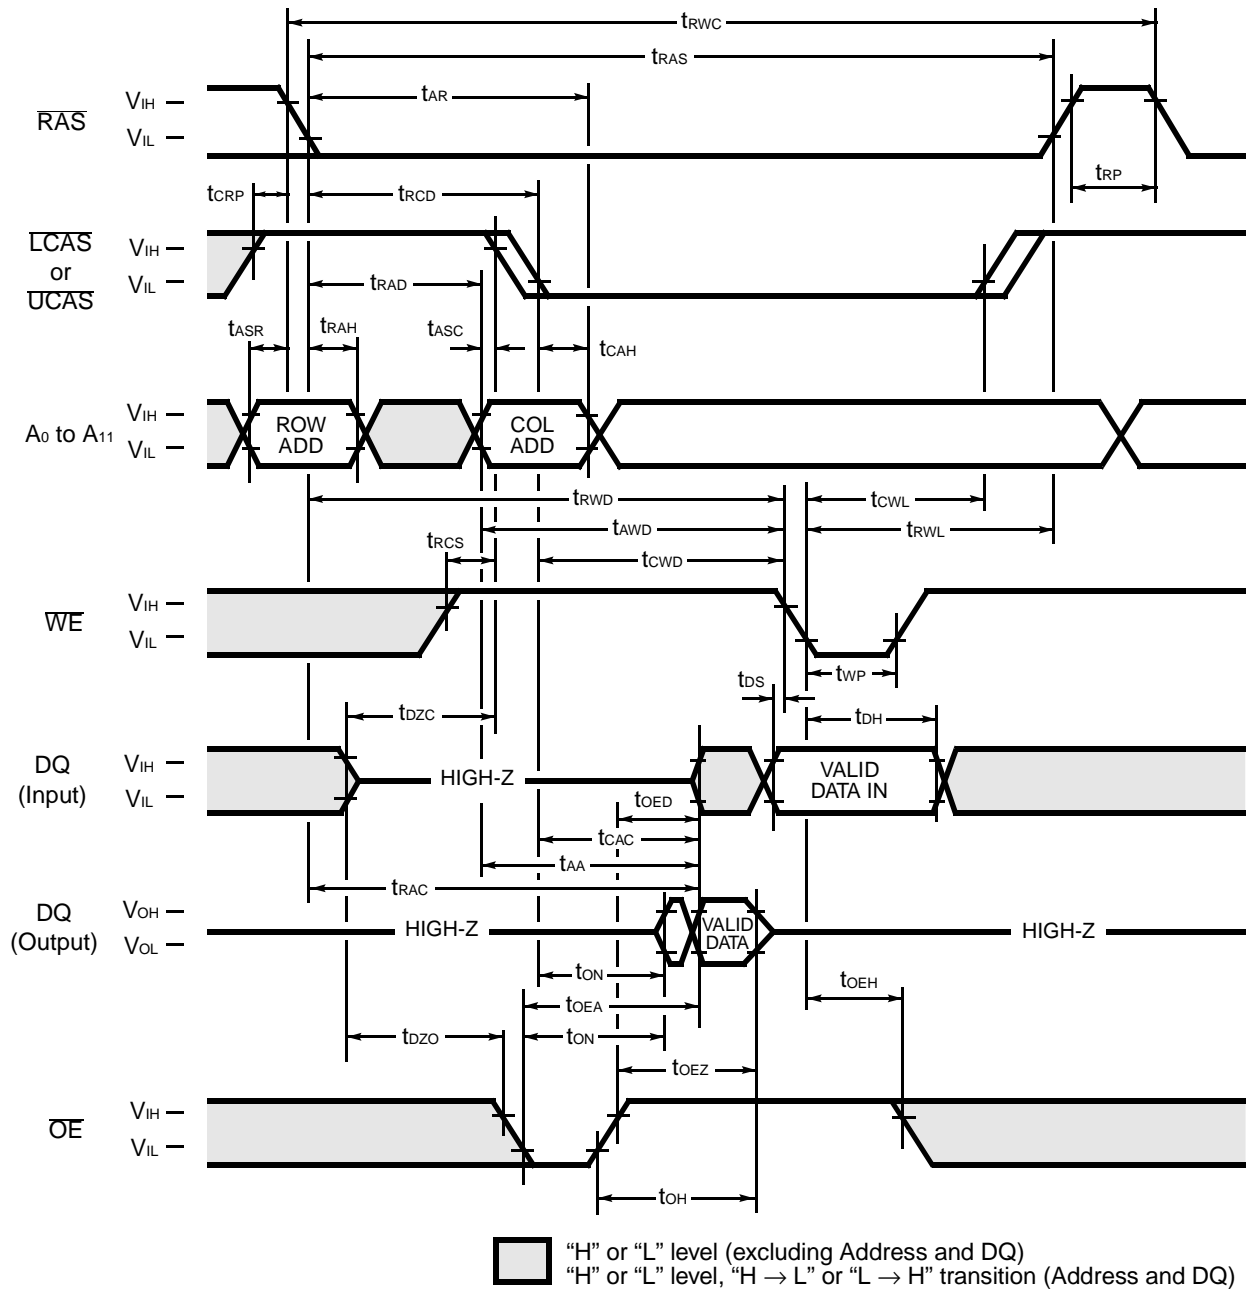 tRWC
tRAS
tAR
RAS
VIH
VIL
tRP
tCRP
tRCD
LCAS
or
UCAS
VIH
VIL
tRAD
tASR
tRAH
tASC
tCAH
A0 to A11
VIH
VIL
ROW
ADD
COL
ADD
tRWD
tCWL
tAWD
tRWL
tRCS
tCWD
WE
VIH
VIL
tWP
tDS
tDZC
tDH
DQ
(Input)
VIH
VIL
HIGH-Z
VALID
DATA IN
tOED
tCAC
tAA
tRAC
DQ
(Output)
VOH
VOL
HIGH-Z
VALID
DATA
HIGH-Z
tON
tOEH
tOEA
tDZO
tON
tOEZ
OE
VIH
VIL
tOH
“H” or “L” level (excluding Address and DQ)
“H” or “L” level, “H → L” or “L → H” transition (Address and DQ)